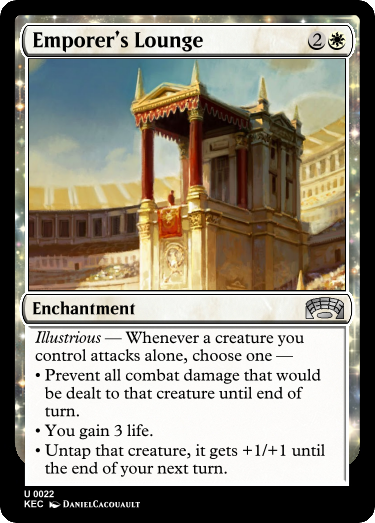 Emporer's Lounge 2
Enchantment
Illustrious — Whenever a creature you
control attacks alone, choose one —
• Prevent all combat damage that would
be dealt to that creature until end of
turn.
• You gain 3 life.
• Untap that creature, it gets +1/+1 until
the end of your next turn.
U 0022
KEC DanielCacouault